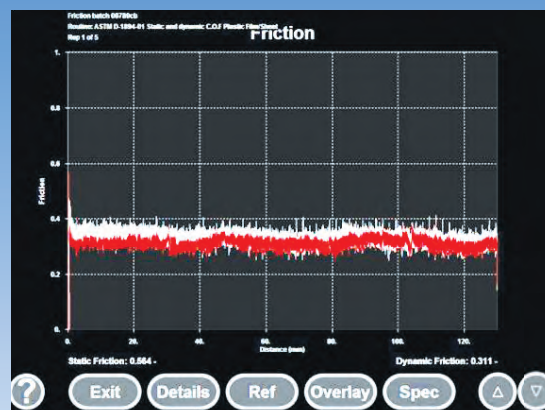 Friction batch 66789cb
Routine: ASTM D-1894-01 Static and dynamic C.O.F Plastic Film/Sheet
Rep 1 of 5
Friction
1.
0.8
0.6
0.4
0.2
0.
Friction
0.
20.
40.
60.
80.
100.
120.
Distance (mm)
Static Friction: 0.564 -
Dynamic Friction: 0.311 -
?
Exit
Details
Ref
Overlay
Spec